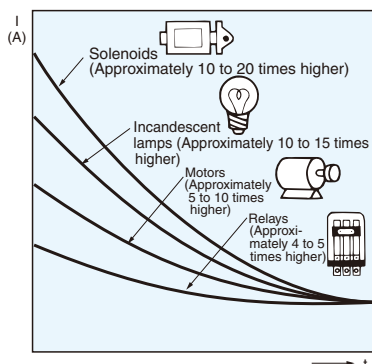 I
(A)
Solenoids
(Approximately 10 to 20 times higher)
Incandescent
lamps (Approximately 10 to 15 times
higher)
Motors
(Approximately
5 to 10 times
higher)
Relays
(Approxi-
mately 4 to 5
times higher)
t